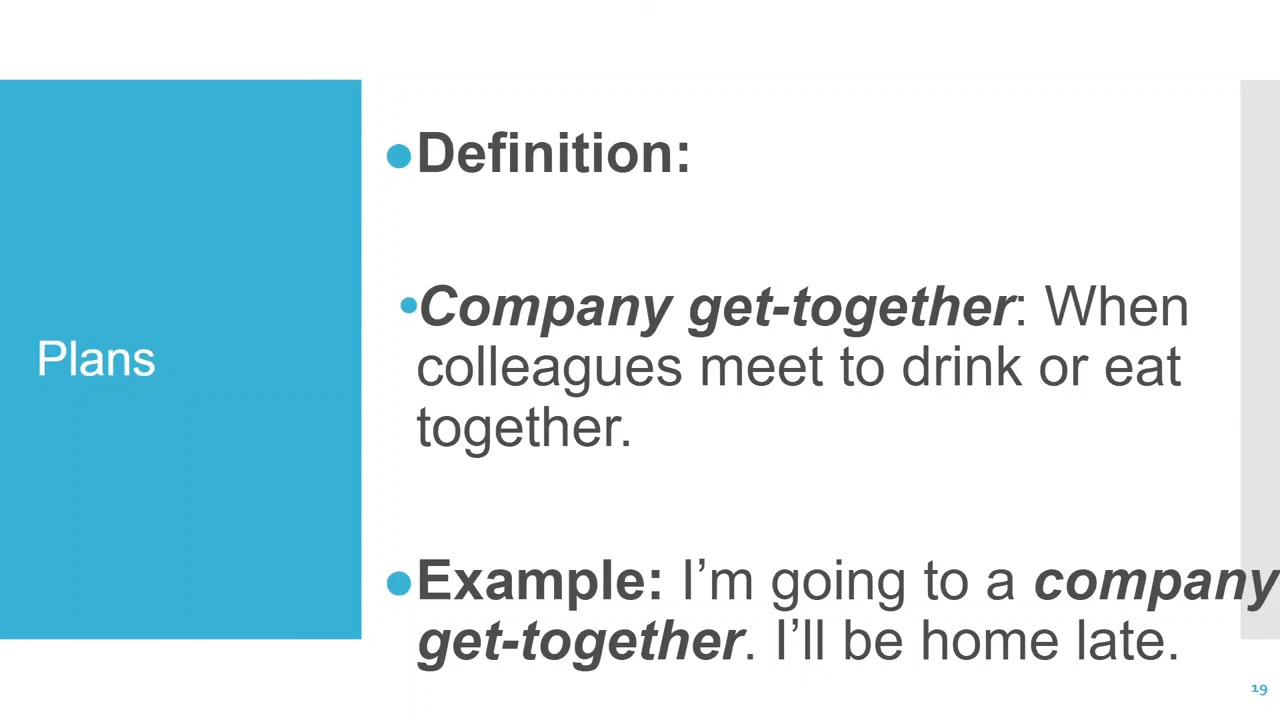 Plans
●Definition:
•Company get-together: When
colleagues meet to drink or eat
together.
●Example: I’m going to a company
get-together. I’ll be home late.
19